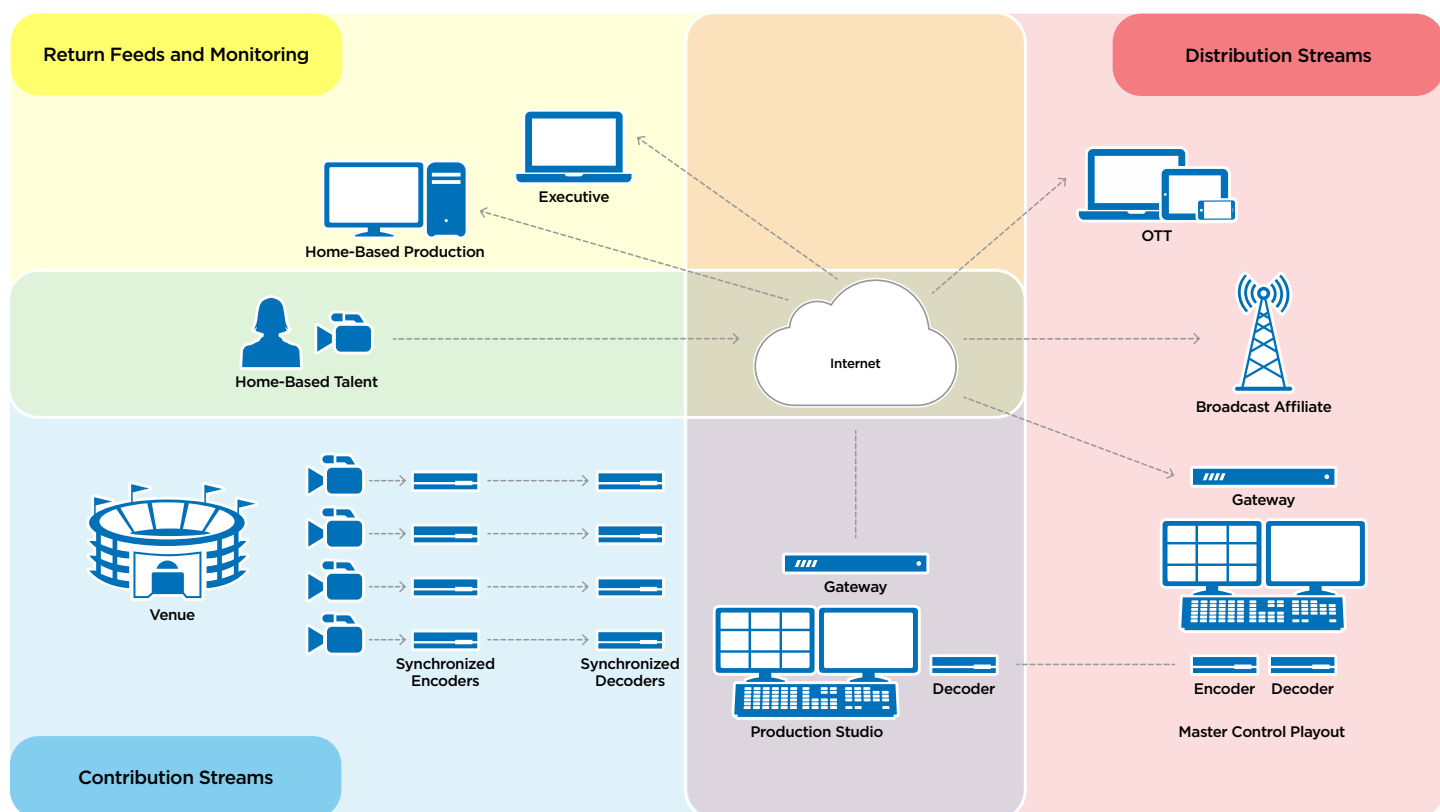 Return Feeds and Monitoring
Distribution Streams
Executive
Home-Based Production
OTT
Home-Based Talent
Internet
Broadcast Affiliate
Venue
Synchronized
Encoders
Synchronized
Decoders
Gateway
Production Studio
Decoder
Gateway
Encoder
Decoder
Master Control Playout
Contribution Streams